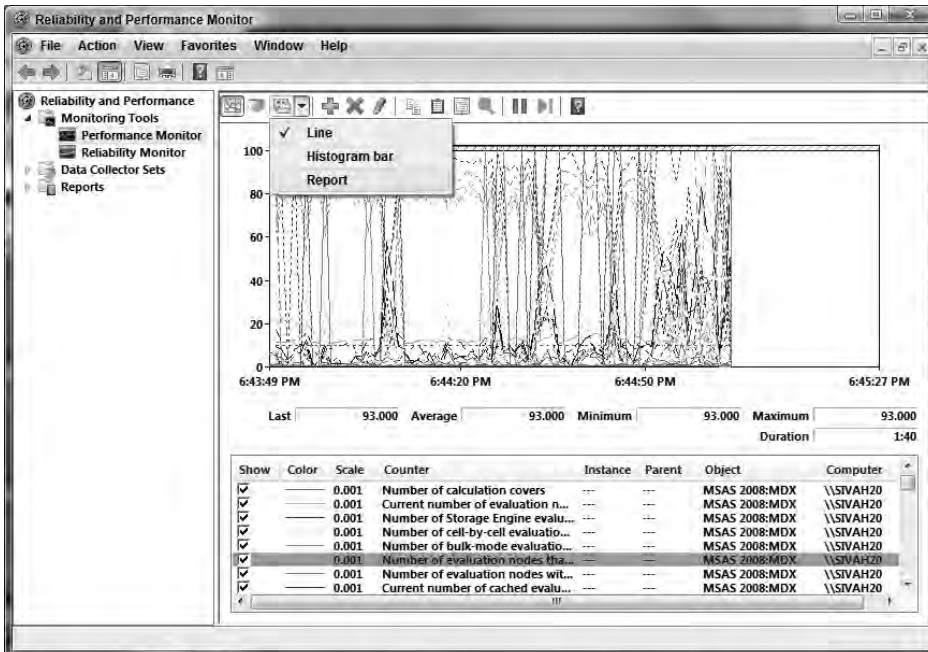 Reliability and Performance Monitor
File Action View Favorites Window Help
Reliability and Performance
Monitoring Tools
Performance Monitor
Reliability Monitor
Data Collector Sets
Reports
Line
Histogram bar
Report
100
80
60
40
20
0
6:43:49 PM 6:44:20 PM 6:44:50 PM 6:45:27 PM
Last 93.000 Average 93.000 Minimum 93.000 Maximum 93.000
Duration 1:40
Show Color Scale Counter Instance Parent Object Computer
0.001 Number of calculation covers --- --- MSAS 2008:MDX \\SIVAH20
0.001 Current number of evaluation n... --- --- MSAS 2008:MDX \\SIVAH20
0.001 Number of Storage Engine evalu... --- --- MSAS 2008:MDX \\SIVAH20
0.001 Number of cell-by-cell evaluatio... --- --- MSAS 2008:MDX \\SIVAH20
0.001 Number of bulk-mode evaluatio... --- --- MSAS 2008:MDX \\SIVAH20
0.001 Number of evaluation nodes tha... --- --- MSAS 2008:MDX \\SIVAH20
0.001 Number of evaluation nodes wit... --- --- MSAS 2008:MDX \\SIVAH20
0.001 Current number of cached evalu... --- --- MSAS 2008:MDX \\SIVAH20